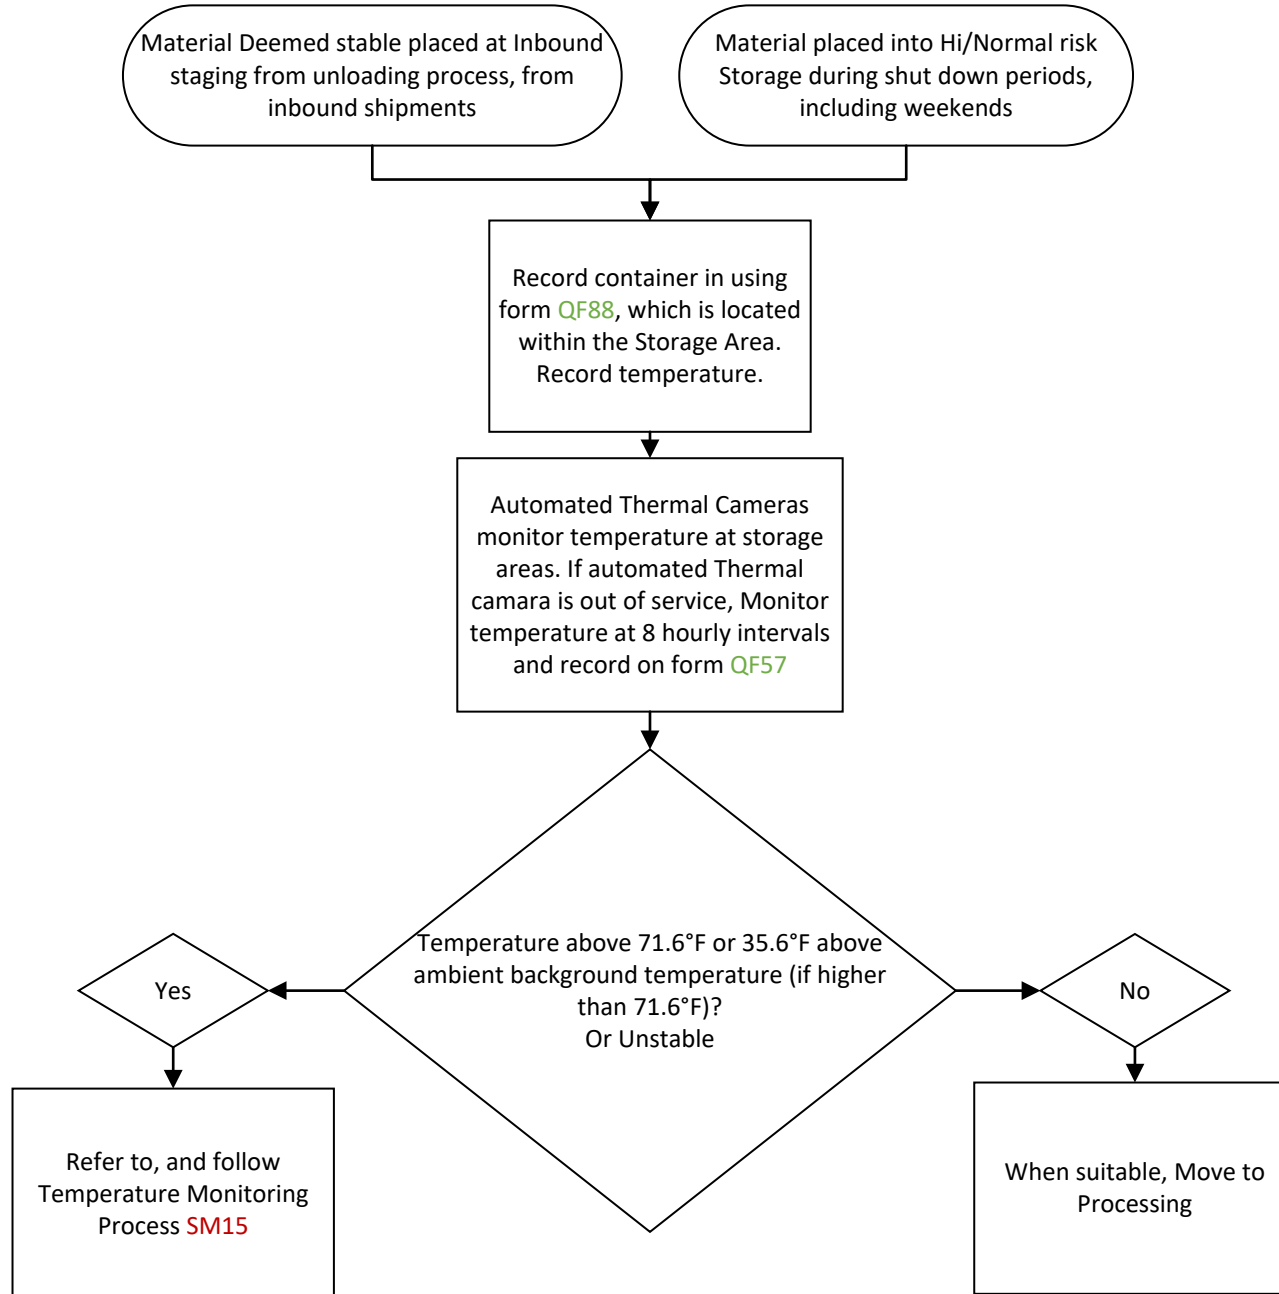 Material Deemed stable placed at Inbound
staging from unloading process, from
inbound shipments
Material placed into Hi/Normal risk
Storage during shut down periods,
including weekends
Record container in using
form QF88, which is located
within the Storage Area.
Record temperature.
Automated Thermal Cameras
monitor temperature at storage
areas. If automated Thermal
camara is out of service, Monitor
temperature at 8 hourly intervals
and record on form QF57
Temperature above 71.6°F or 35.6°F above
ambient background temperature (if higher
than 71.6°F)?
Or Unstable
Yes
No
Refer to, and follow
Temperature Monitoring
Process SM15
When suitable, Move to
Processing